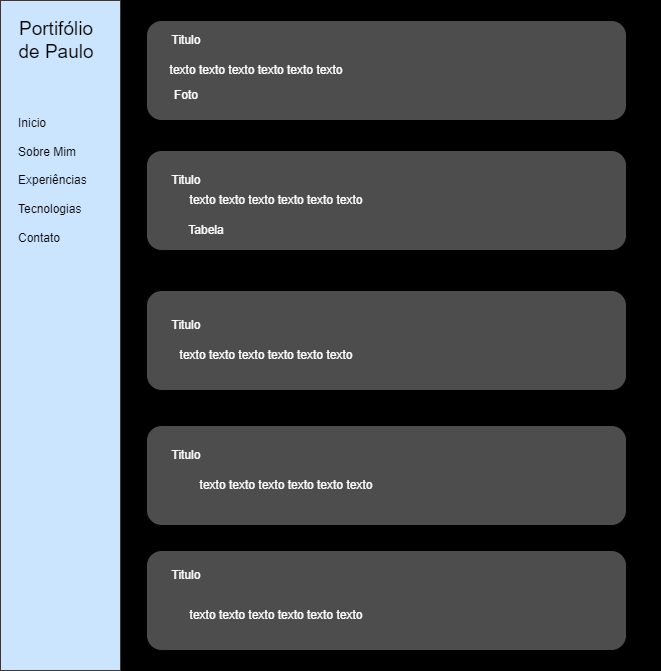 Portifólio
de Paulo
Inicio
Sobre Mim
Experiências
Tecnologias
Contato
Titulo
texto texto texto texto texto texto
Foto
Titulo
texto texto texto texto texto texto
Tabela
Titulo
texto texto texto texto texto texto
Titulo
texto texto texto texto texto texto
Titulo
texto texto texto texto texto texto